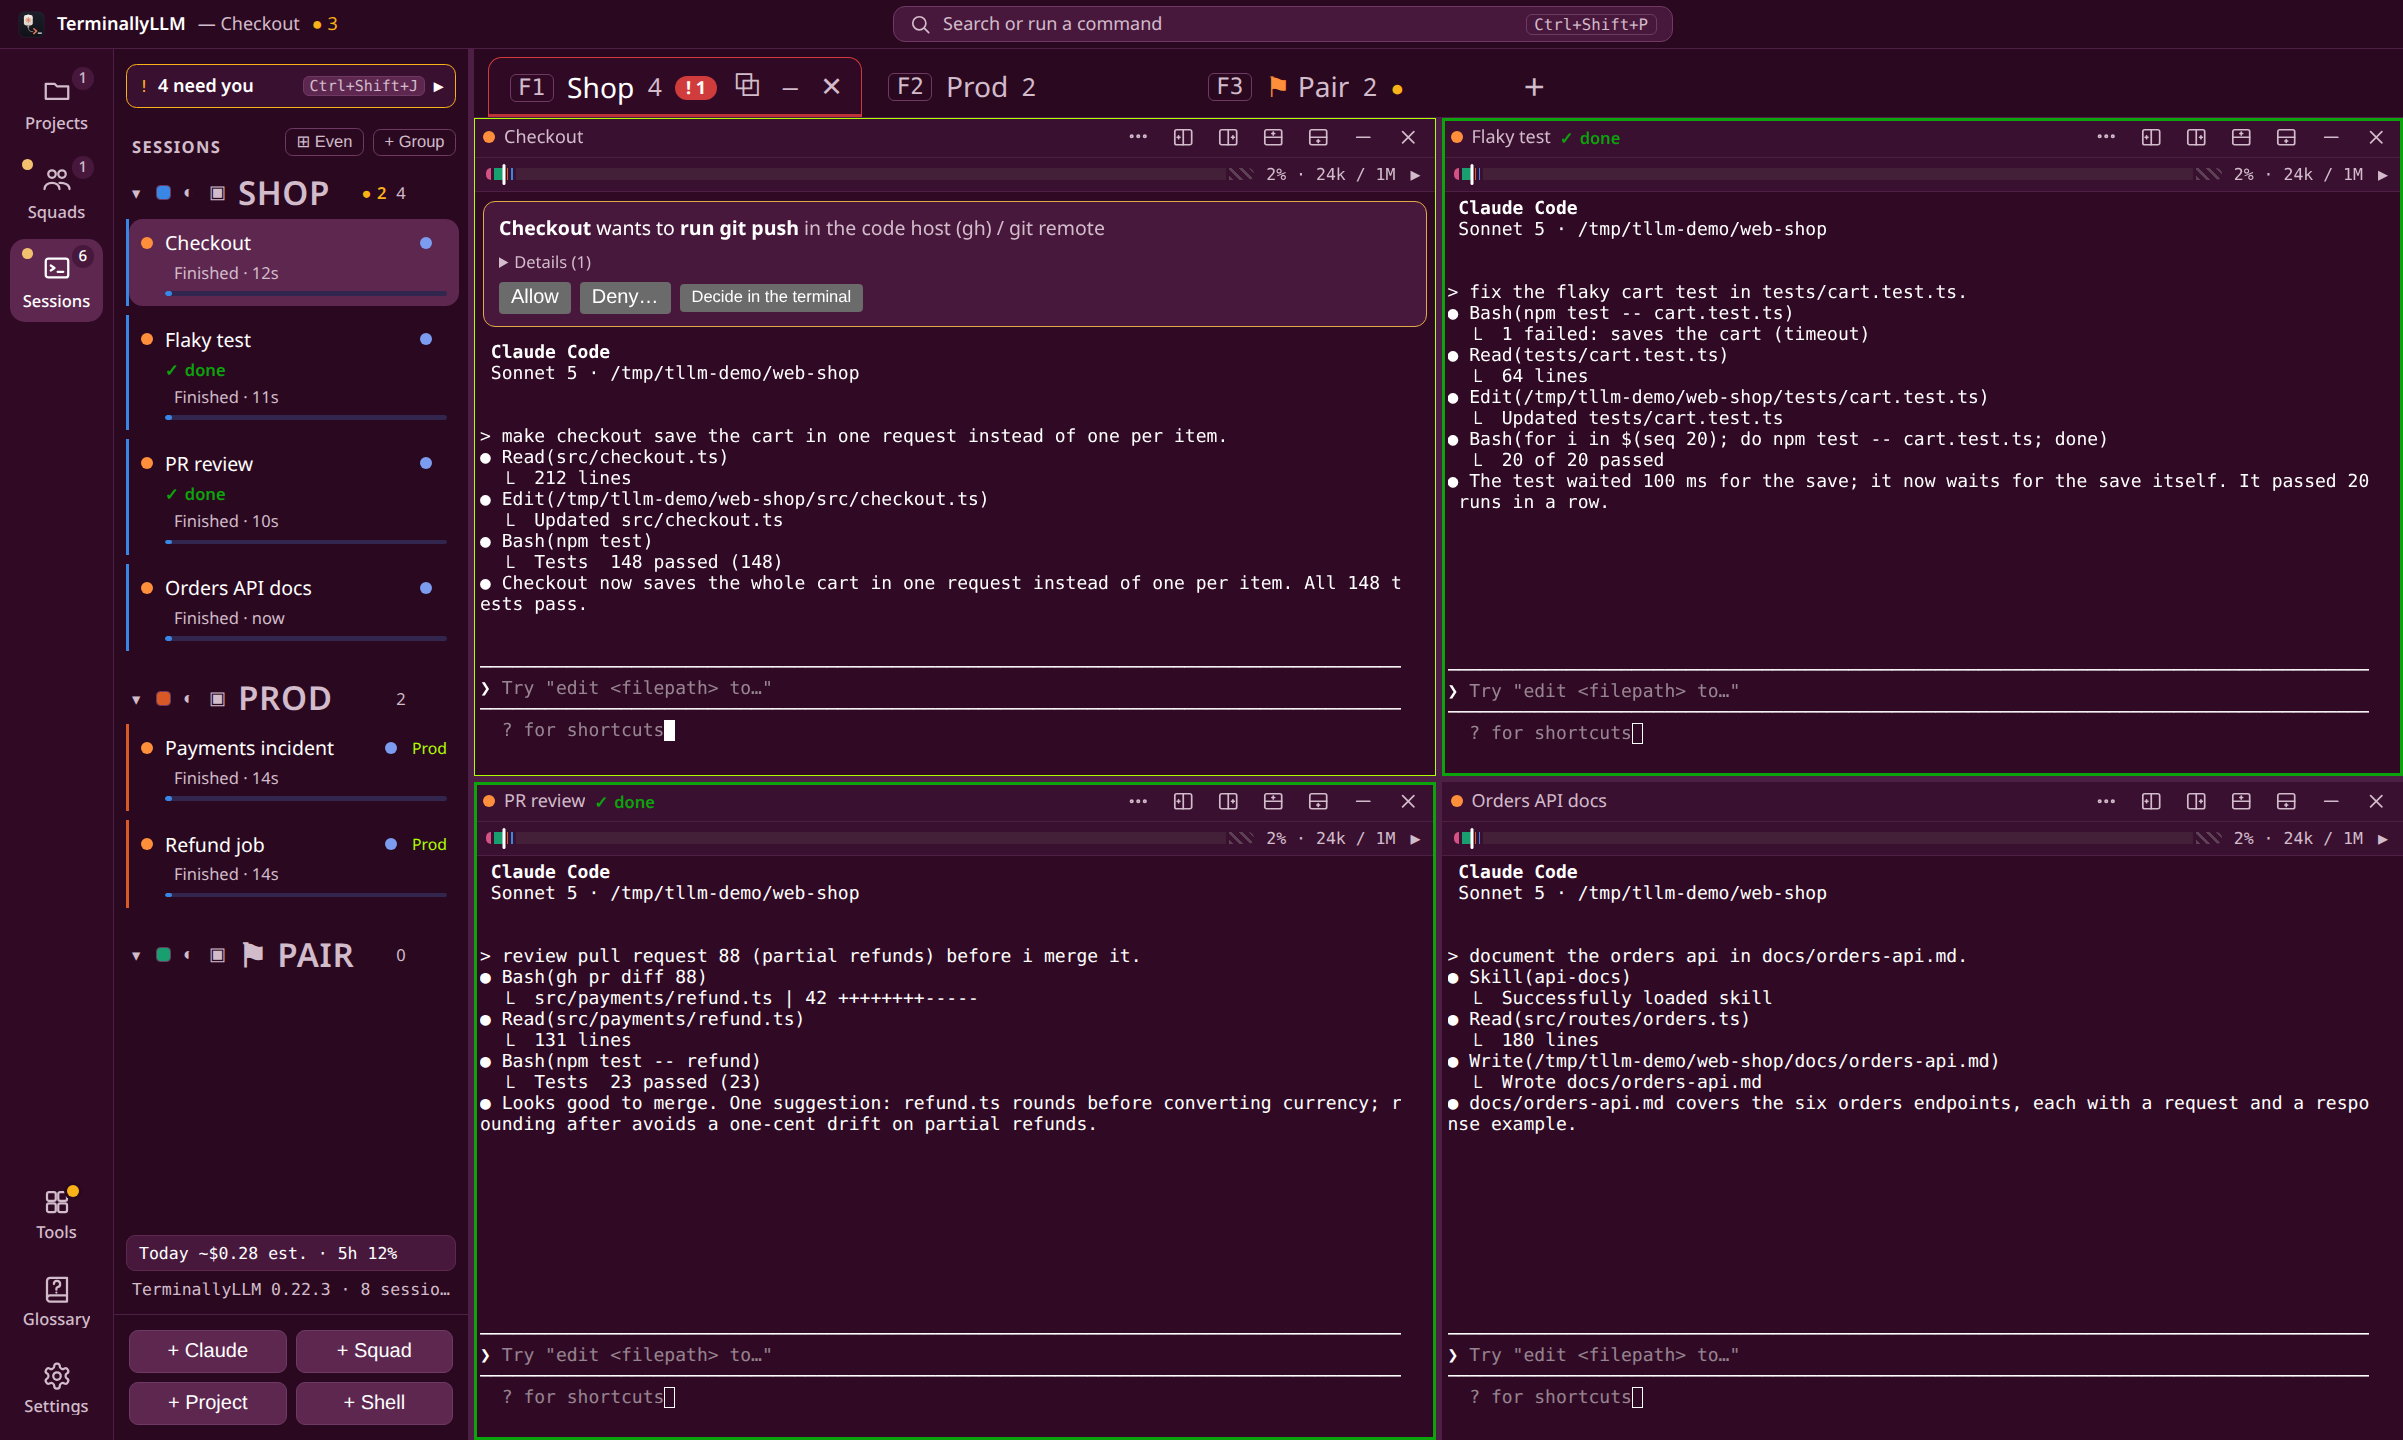 TerminallyLLM — Checkout ● 3
Search or run a command Ctrl+Shift+P
Projects 1
Squads 1
Sessions 6
Tools
Glossary
Settings
! 4 need you Ctrl+Shift+J ▶
SESSIONS ⊞ Even + Group
▾ SHOP ● 2 4
Checkout
Finished · 12s
Flaky test
✓ done
Finished · 11s
PR review
✓ done
Finished · 10s
Orders API docs
Finished · now
▾ PROD 2
Payments incident Prod
Finished · 14s
Refund job Prod
Finished · 14s
▾ ⚑ PAIR 0
Today ~$0.28 est. · 5h 12%
TerminallyLLM 0.22.3 · 8 sessio…
+ Claude + Squad
+ Project + Shell
F1 Shop 4 !1 – ✕ F2 Prod 2 F3 ⚑ Pair 2 ● +
Checkout
2% · 24k / 1M ▶
Checkout wants to run git push in the code host (gh) / git remote
▶ Details (1)
Allow Deny… Decide in the terminal
Claude Code
Sonnet 5 · /tmp/tllm-demo/web-shop
> make checkout save the cart in one request instead of one per item.
● Read(src/checkout.ts)
└ 212 lines
● Edit(/tmp/tllm-demo/web-shop/src/checkout.ts)
└ Updated src/checkout.ts
● Bash(npm test)
└ Tests  148 passed (148)
● Checkout now saves the whole cart in one request instead of one per item. All 148 t
ests pass.
❯ Try "edit <filepath> to…"
? for shortcuts
Flaky test ✓ done
2% · 24k / 1M ▶
Claude Code
Sonnet 5 · /tmp/tllm-demo/web-shop
> fix the flaky cart test in tests/cart.test.ts.
● Bash(npm test -- cart.test.ts)
└ 1 failed: saves the cart (timeout)
● Read(tests/cart.test.ts)
└ 64 lines
● Edit(/tmp/tllm-demo/web-shop/tests/cart.test.ts)
└ Updated tests/cart.test.ts
● Bash(for i in $(seq 20); do npm test -- cart.test.ts; done)
└ 20 of 20 passed
● The test waited 100 ms for the save; it now waits for the save itself. It passed 20
runs in a row.
❯ Try "edit <filepath> to…"
? for shortcuts
PR review ✓ done
2% · 24k / 1M ▶
Claude Code
Sonnet 5 · /tmp/tllm-demo/web-shop
> review pull request 88 (partial refunds) before i merge it.
● Bash(gh pr diff 88)
└ src/payments/refund.ts | 42 ++++++++-----
● Read(src/payments/refund.ts)
└ 131 lines
● Bash(npm test -- refund)
└ Tests  23 passed (23)
● Looks good to merge. One suggestion: refund.ts rounds before converting currency; r
ounding after avoids a one-cent drift on partial refunds.
❯ Try "edit <filepath> to…"
? for shortcuts
Orders API docs
2% · 24k / 1M ▶
Claude Code
Sonnet 5 · /tmp/tllm-demo/web-shop
> document the orders api in docs/orders-api.md.
● Skill(api-docs)
└ Successfully loaded skill
● Read(src/routes/orders.ts)
└ 180 lines
● Write(/tmp/tllm-demo/web-shop/docs/orders-api.md)
└ Wrote docs/orders-api.md
● docs/orders-api.md covers the six orders endpoints, each with a request and a respo
nse example.
❯ Try "edit <filepath> to…"
? for shortcuts